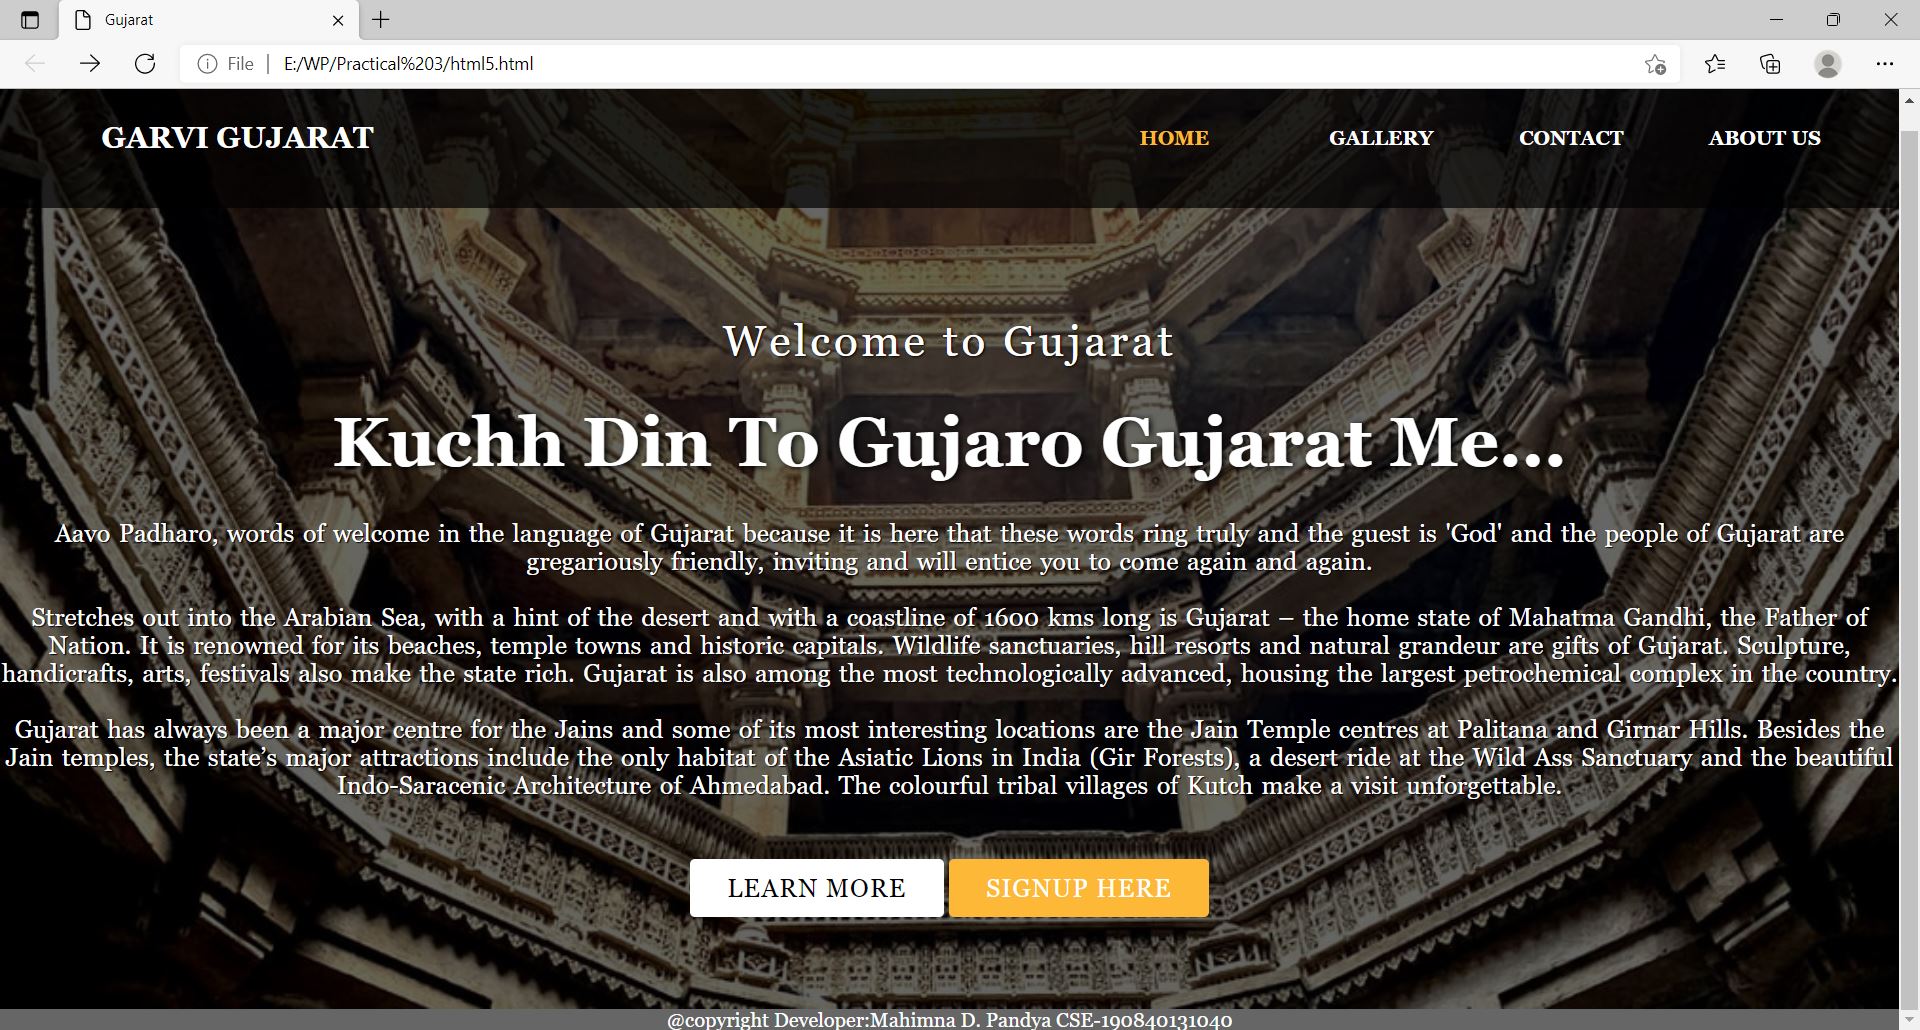 Gujarat
File | E:/WP/Practical%203/html5.html
GARVI GUJARAT
HOME
GALLERY
CONTACT
ABOUT US
Welcome to Gujarat
Kuchh Din To Gujaro Gujarat Me...
Aavo Padharo, words of welcome in the language of Gujarat because it is here that these words ring truly and the guest is 'God' and the people of Gujarat are
gregariously friendly, inviting and will entice you to come again and again.
Stretches out into the Arabian Sea, with a hint of the desert and with a coastline of 1600 kms long is Gujarat – the home state of Mahatma Gandhi, the Father of
Nation. It is renowned for its beaches, temple towns and historic capitals. Wildlife sanctuaries, hill resorts and natural grandeur are gifts of Gujarat. Sculpture,
handicrafts, arts, festivals also make the state rich. Gujarat is also among the most technologically advanced, housing the largest petrochemical complex in the country.
Gujarat has always been a major centre for the Jains and some of its most interesting locations are the Jain Temple centres at Palitana and Girnar Hills. Besides the
Jain temples, the state’s major attractions include the only habitat of the Asiatic Lions in India (Gir Forests), a desert ride at the Wild Ass Sanctuary and the beautiful
Indo-Saracenic Architecture of Ahmedabad. The colourful tribal villages of Kutch make a visit unforgettable.
LEARN MORE
SIGNUP HERE
@copyright Developer:Mahimna D. Pandya CSE-190840131040